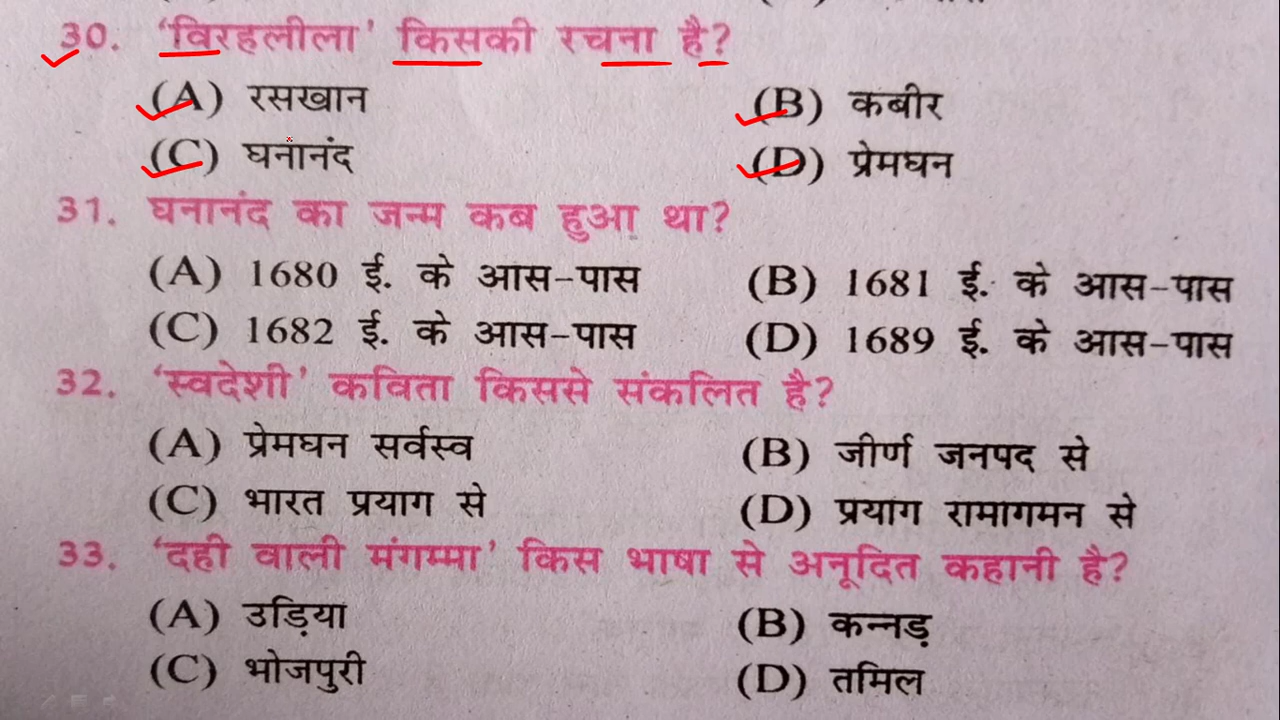 30. ‘विरहलीला’ किसकी रचना है?
(A) रसखान (B) कबीर
(C) घनानंद (D) प्रेमघन
31. घनानंद का जन्म कब हुआ था?
(A) 1680 ई. के आस-पास (B) 1681 ई. के आस-पास
(C) 1682 ई. के आस-पास (D) 1689 ई. के आस-पास
32. ‘स्वदेशी’ कविता किससे संकलित है?
(A) प्रेमघन सर्वस्व (B) जीर्ण जनपद से
(C) भारत प्रयाग से (D) प्रयाग रामागमन से
33. ‘दही वाली मंगम्मा’ किस भाषा से अनूदित कहानी है?
(A) उड़िया (B) कन्नड़
(C) भोजपुरी (D) तमिल